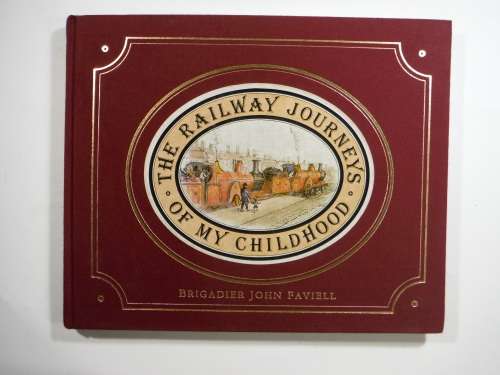 THE RAILWAY JOURNEYS
OF MY CHILDHOOD
BRIGADIER JOHN FAVIELL